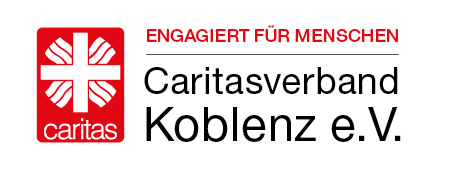 caritas
ENGAGIERT FÜR MENSCHEN
Caritasverband
Koblenz e.V.